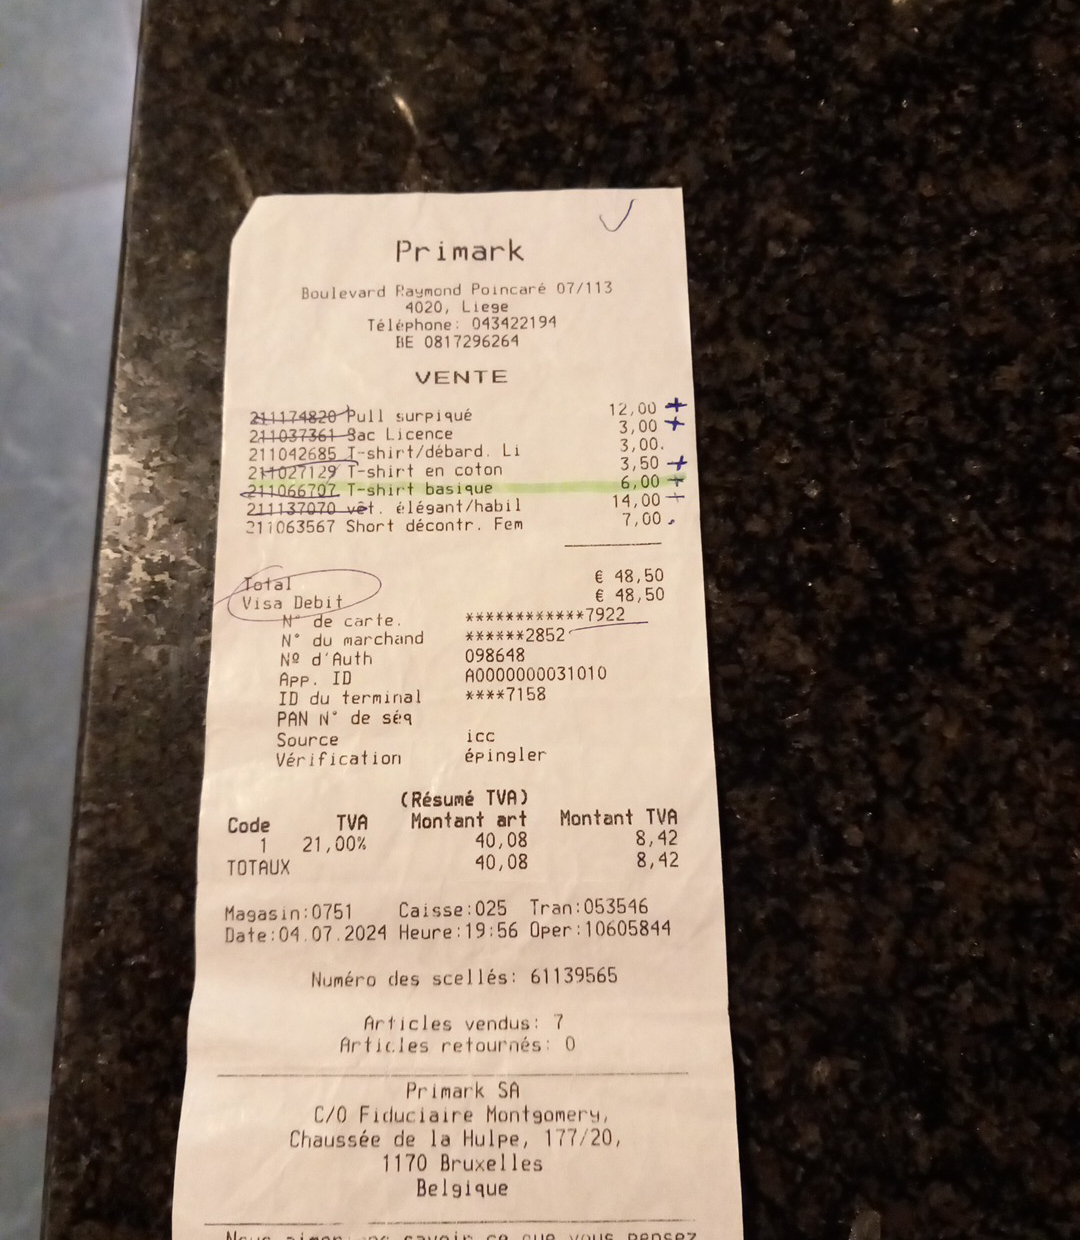 Primark
Boulevard Raymond Poincaré 07/113
4020, Liege
Téléphone: 043422194
BE 0817296264
VENTE
211174820 Pull surpiqué 12,00 +
211037361 Sac Licence 3,00 +
211042685 T-shirt/débard. Li 3,00.
211027129 T-shirt en coton 3,50 +
211066707 T-shirt basique 6,00 +
211137070 vêt. élégant/habil 14,00 +
211063567 Short décontr. Fem 7,00
Total € 48,50
Visa Debit € 48,50
N° de carte. ************7922
N° du marchand ******2852
Nº d'Auth 098648
App. ID A0000000031010
ID du terminal ****7158
PAN N° de séq
Source icc
Vérification épingler
(Résumé TVA)
Code TVA Montant art Montant TVA
1 21,00% 40,08 8,42
TOTAUX 40,08 8,42
Magasin:0751 Caisse:025 Tran:053546
Date:04.07.2024 Heure:19:56 Oper:10605844
Numéro des scellés: 61139565
Articles vendus: 7
Articles retournés: 0
Primark SA
C/O Fiduciaire Montgomery,
Chaussée de la Hulpe, 177/20,
1170 Bruxelles
Belgique
savoir ce que vous pensez